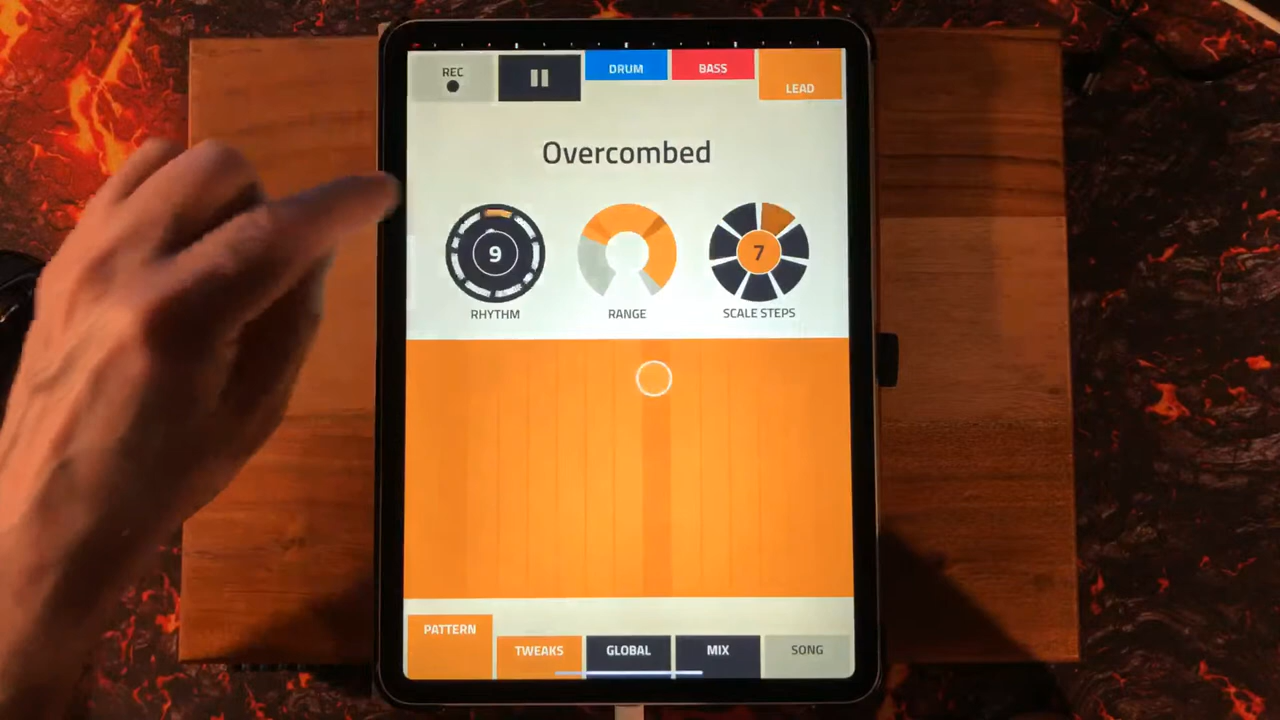 REC
DRUM
BASS
LEAD
Overcombed
9
7
RHYTHM
RANGE
SCALE STEPS
PATTERN
TWEAKS
GLOBAL
MIX
SONG